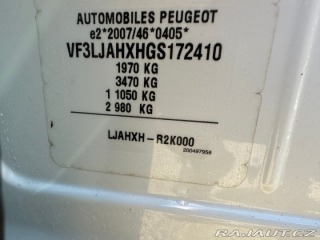 AUTOMOBILES PEUGEOT
e2*2007/46*0405*
VF3LJAHXHGS172410
1970 KG
3470 KG
1 1050 KG
2 980 KG
LJAHXH-R2K000
200497958
RAJAUT.CZ